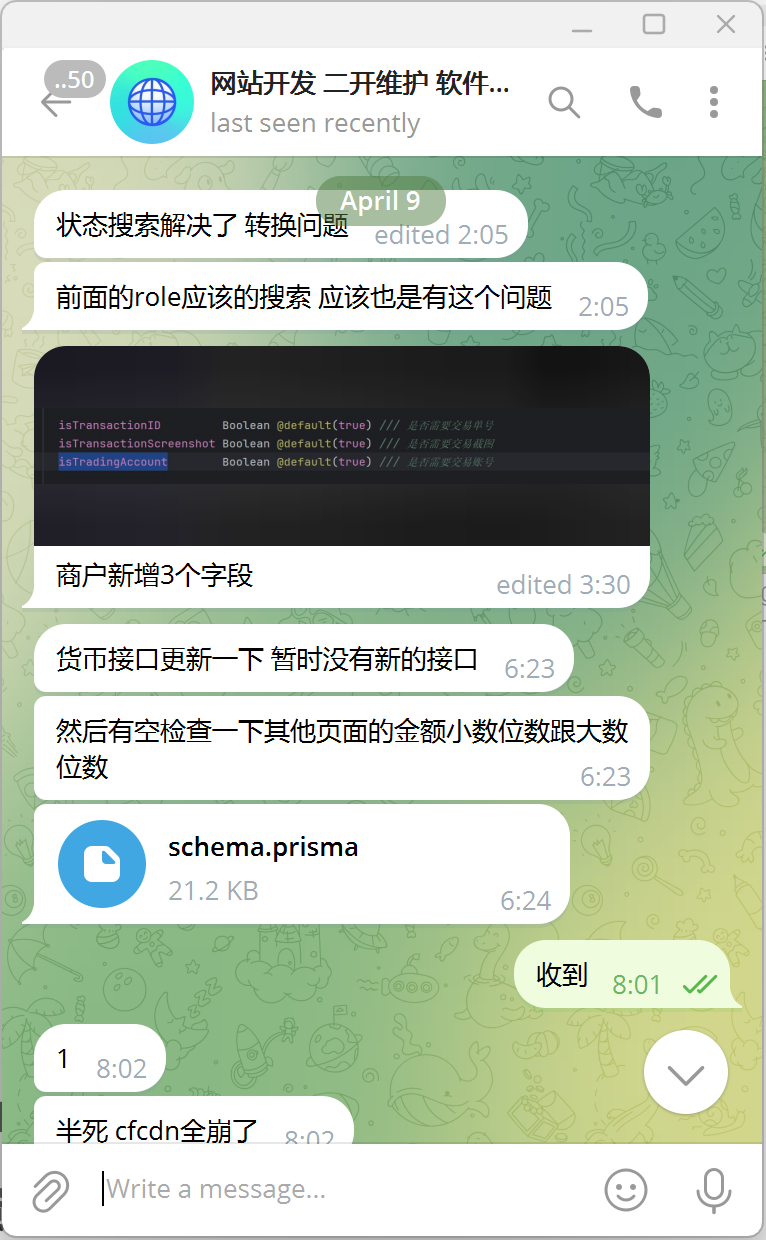 ..50
网站开发 二开维护 软件...
last seen recently
April 9
状态搜索解决了 转换问题
edited 2:05
前面的role应该的搜索 应该也是有这个问题
2:05
isTransactionID Boolean @default(true) /// 是否需要交易单号
isTransactionScreenshot Boolean @default(true) /// 是否需要交易截图
isTradingAccount Boolean @default(true) /// 是否需要交易账号
商户新增3个字段
edited 3:30
货币接口更新一下 暂时没有新的接口
6:23
然后有空检查一下其他页面的金额小数位数跟大数
位数
6:23
schema.prisma
21.2 KB
6:24
收到
8:01
1
8:02
半死 cfcdn全崩了
8:02
Write a message...